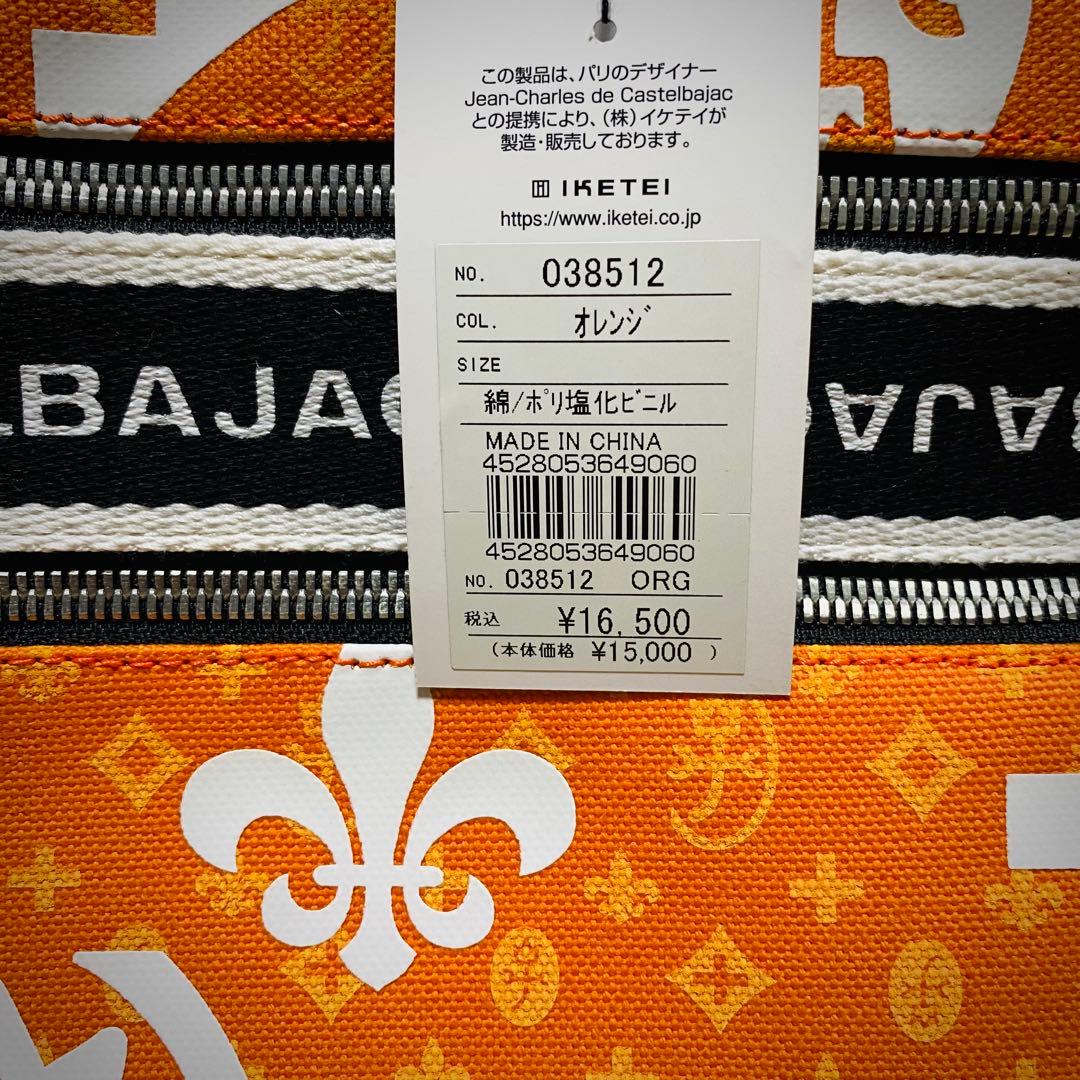 この製品は、パリのデザイナー
Jean-Charles de Castelbajac
との提携により、(株)イケテイが
製造・販売しております。
IKETEI
https://www.iketei.co.jp
NO. 038512
COL. オレンジ
SIZE
綿/ポリ塩化ビニル
MADE IN CHINA
4528053649060
4528053649060
NO. 038512 ORG
税込 ¥16,500
(本体価格 ¥15,000 )
LBAJAC
CAJAB